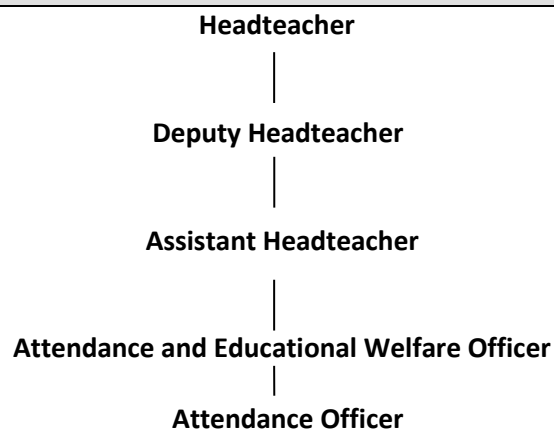 Headteacher
Deputy Headteacher
Assistant Headteacher
Attendance and Educational Welfare Officer
Attendance Officer